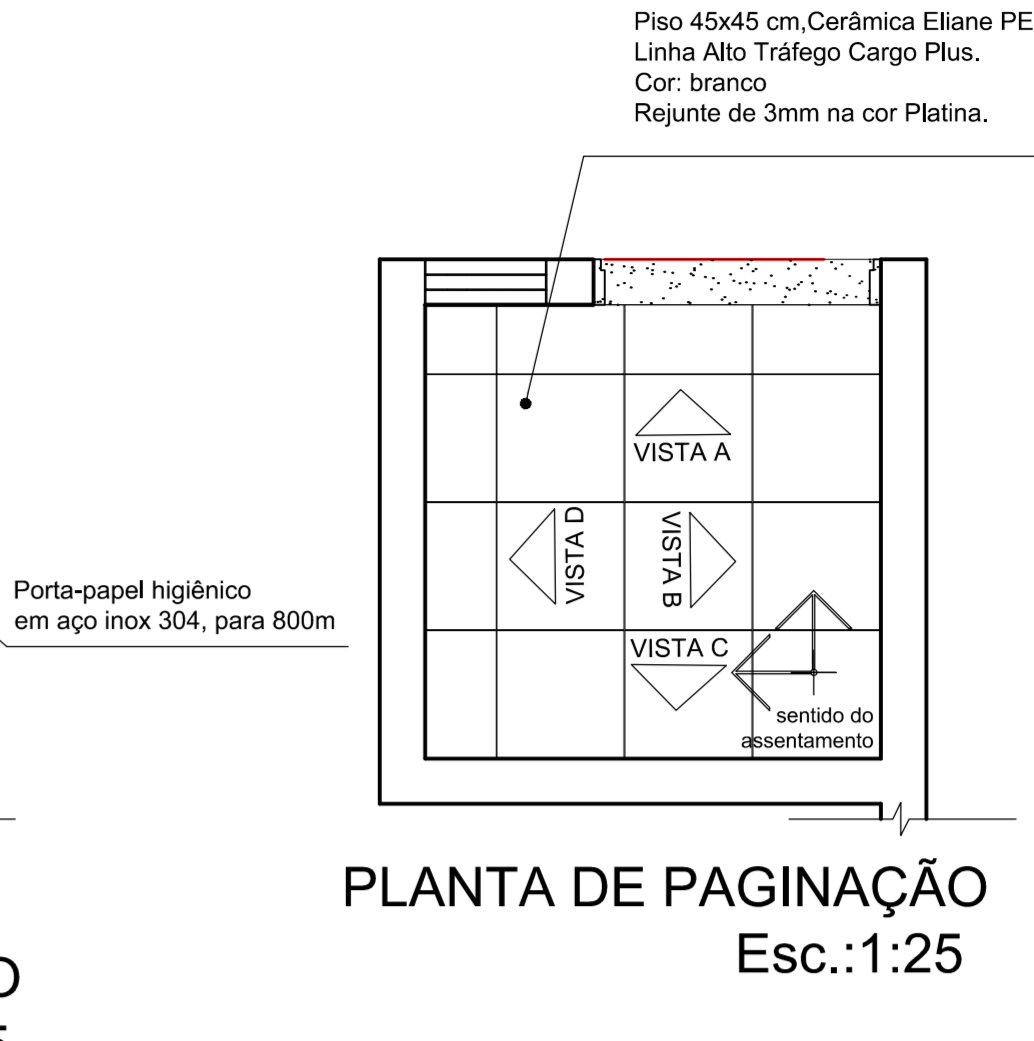 Piso 45x45 cm,Cerâmica Eliane PE
Linha Alto Tráfego Cargo Plus.
Cor: branco
Rejunte de 3mm na cor Platina.
VISTA A
VISTA D
VISTA B
Porta-papel higiênico
em aço inox 304, para 800m
VISTA C
sentido do
assentamento
PLANTA DE PAGINAÇÃO
Esc.:1:25